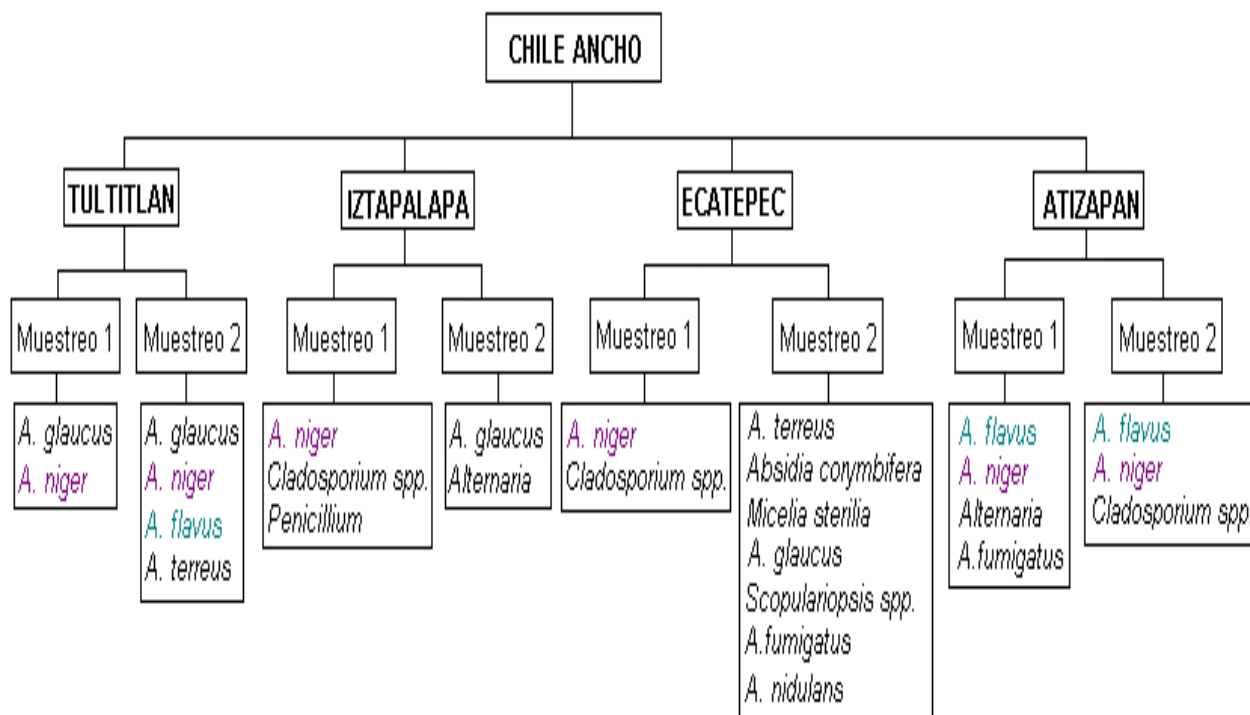 CHILE ANCHO
TULTITLAN
IZTAPALAPA
ECATEPEC
ATIZAPAN
Muestreo 1
Muestreo 2
Muestreo 1
Muestreo 2
Muestreo 1
Muestreo 2
Muestreo 1
Muestreo 2
A. glaucus
A. niger
A. glaucus
A. niger
A. flavus
A. terreus
A. niger
Cladosporium spp.
Penicillium
A. glaucus
Alternaria
A. niger
Cladosporium spp.
A. terreus
Absidia corymbifera
Micelia sterilia
A. glaucus
Scopulariopsis spp.
A.fumigatus
A. nidulans
A. flavus
A. niger
Alternaria
A.fumigatus
A. flavus
A. niger
Cladosporium spp.